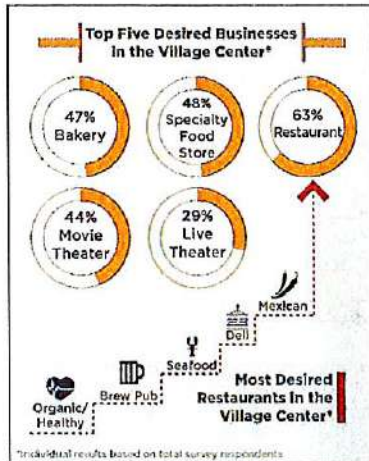 Top Five Desired Businesses
in the Village Center*
47%
Bakery
48%
Specialty
Food
Store
63%
Restaurant
44%
Movie
Theater
29%
Live
Theater
Mexican
Deli
Seafood
Brew Pub
Organic/
Healthy
Most Desired
Restaurants in the
Village Center*
*Individual results based on total survey respondents